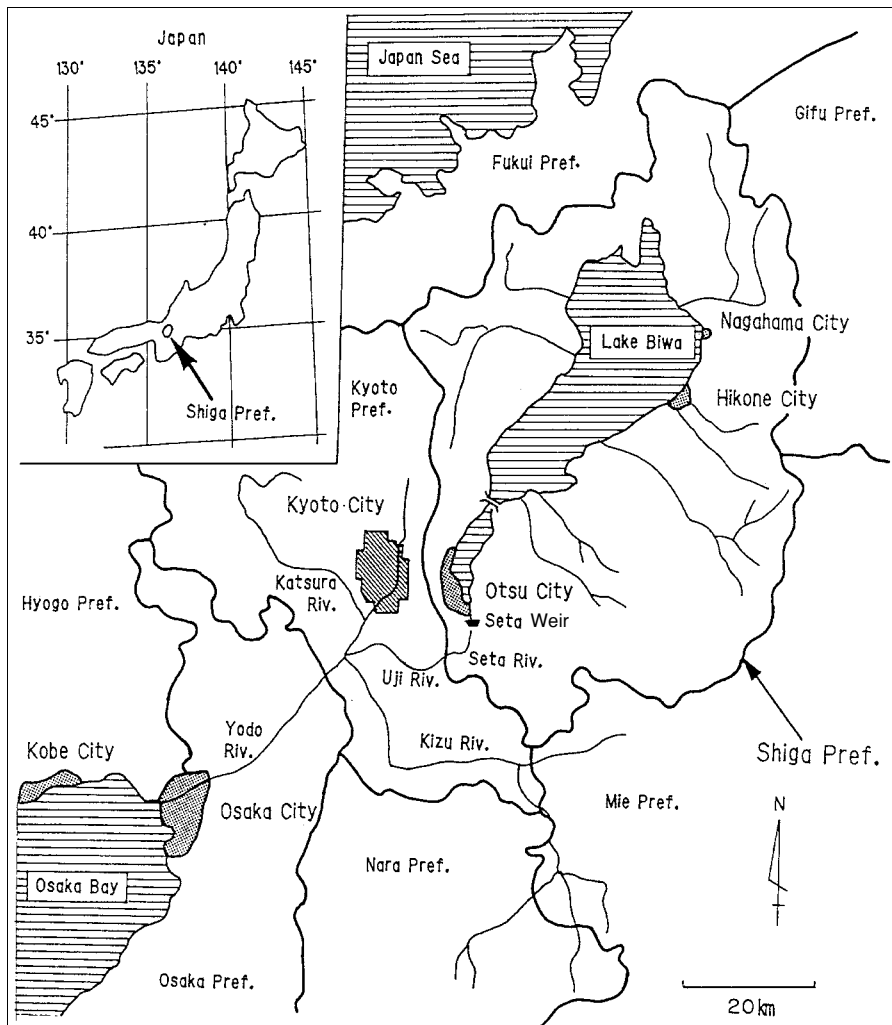 Japan
130° 135° 140° 145°
45°
40°
35°
Shiga Pref.
Japan Sea
Gifu Pref.
Fukui Pref.
Nagahama City
Lake Biwa
Kyoto
Pref.
Hikone City
Kyoto City
Katsura
Riv.
Otsu City
Hyogo Pref.
Seta Weir
Seta Riv.
Uji Riv.
Yodo
Riv.
Kizu Riv.
Kobe City
Shiga Pref.
Osaka City
Mie Pref.
N
Nara Pref.
Osaka Bay
Osaka Pref.
20km